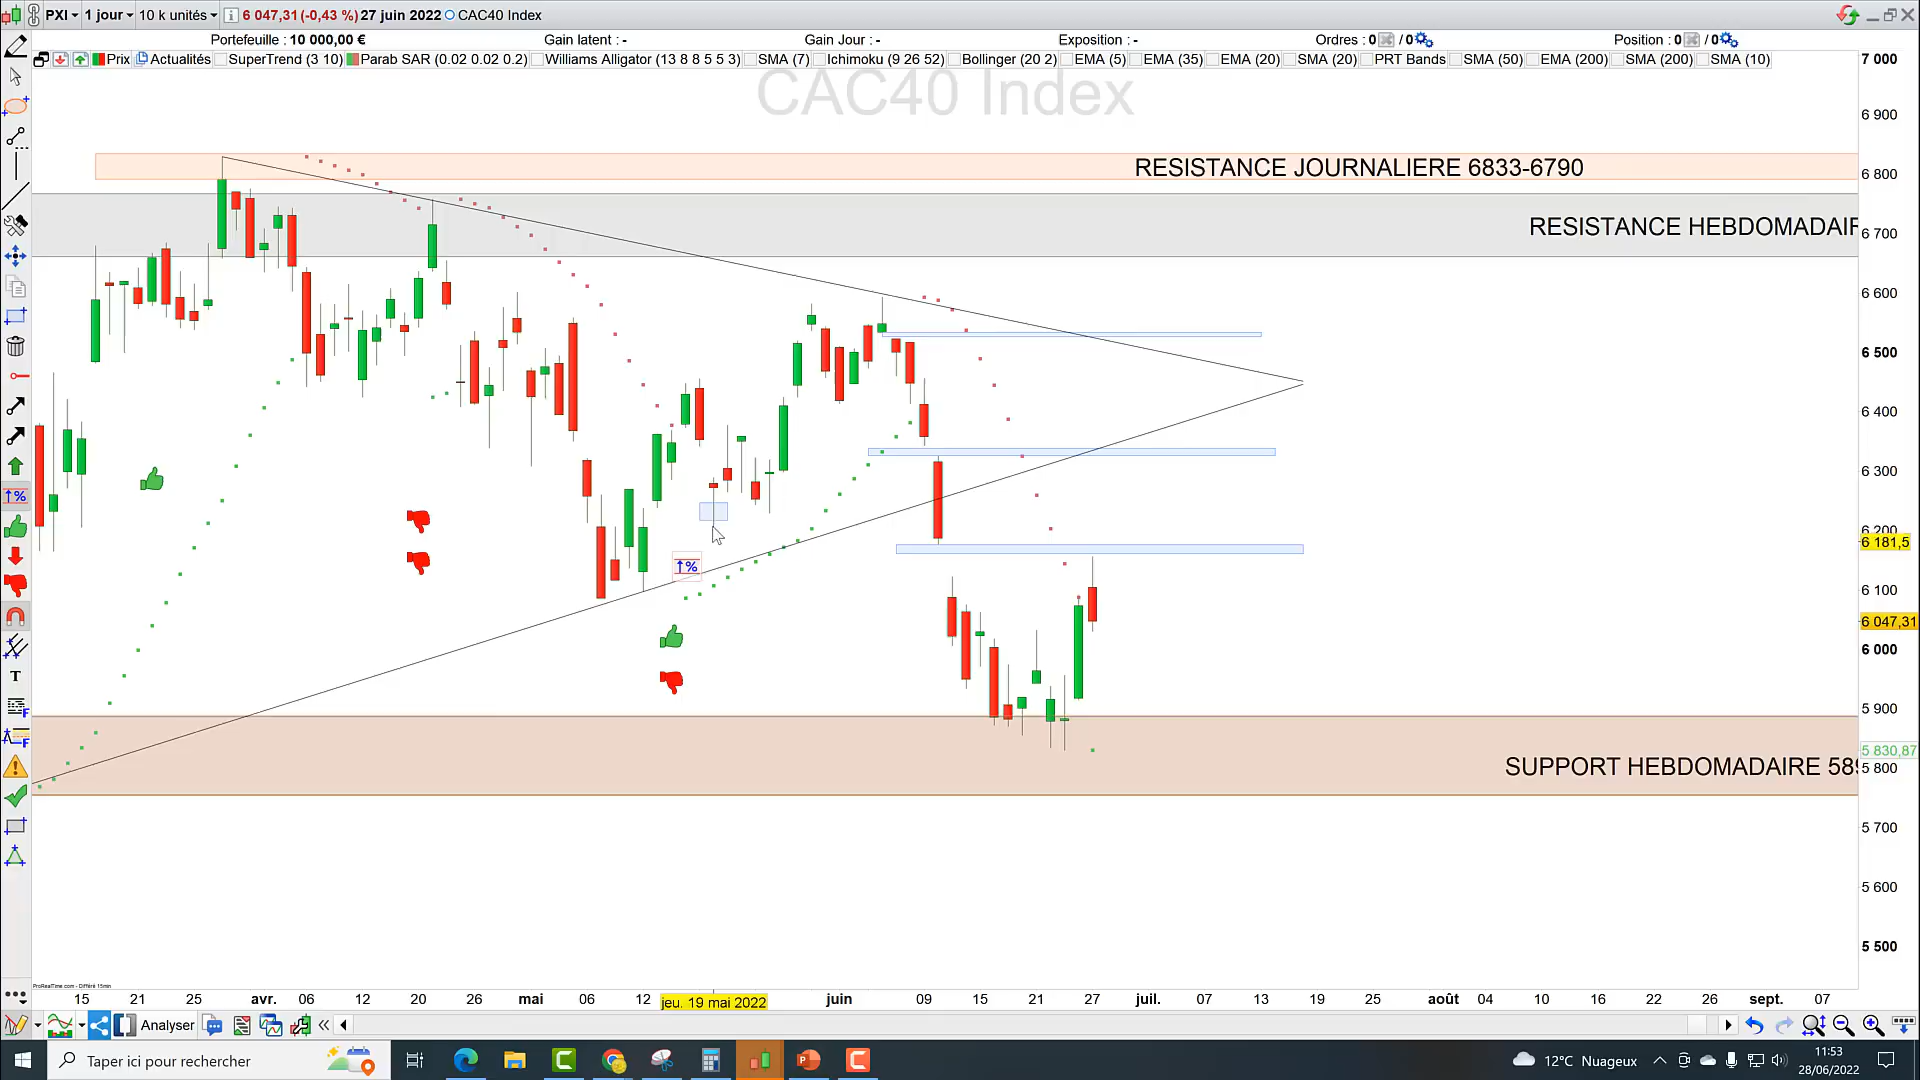 PXI 1 jour 10 k unités 6 047,31 (-0,43 %) 27 juin 2022 CAC40 Index
Portefeuille : 10 000,00 € Gain latent : - Gain Jour : - Exposition : - Ordres : 0 / 0 Position : 0 / 0
Prix Actualités SuperTrend (3 10) Parab SAR (0.02 0.02 0.2) Williams Alligator (13 8 8 5 5 3) SMA (7) Ichimoku (9 26 52) Bollinger (20 2) EMA (5) EMA (35) EMA (20) SMA (20) PRT Bands SMA (50) EMA (200) SMA (200) SMA (10)
7 000
CAC40 Index
6 900
RESISTANCE JOURNALIERE 6833-6790
6 800
RESISTANCE HEBDOMADAIR
6 700
6 600
6 500
6 400
6 300
↑%
6 200
6 181,5
↑%
6 100
6 047,31
6 000
T
5 900
5 830,87
SUPPORT HEBDOMADAIRE 589
5 800
5 700
5 600
5 500
ProRealTime.com - Différé 15min
15 21 25 avr. 06 12 20 26 mai 06 12 jeu. 19 mai 2022 juin 09 15 21 27 juil. 07 13 19 25 août 04 10 16 22 26 sept. 07
Analyser
Taper ici pour rechercher
12°C Nuageux
11:53
28/06/2022